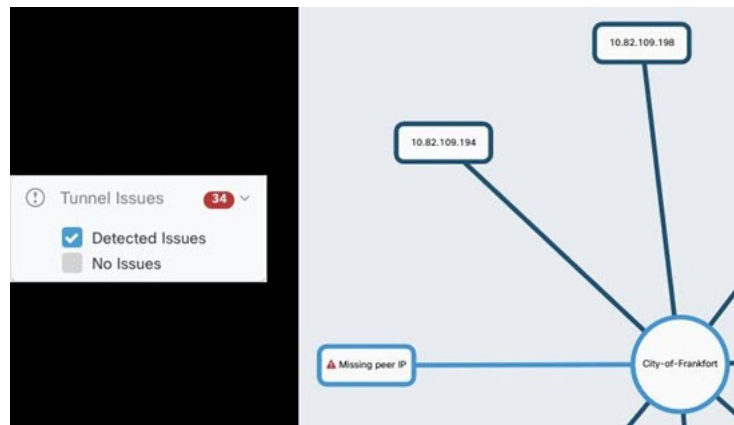 Tunnel Issues 34
Detected Issues
No Issues
10.82.109.198
10.82.109.194
Missing peer IP
City-of-Frankfort